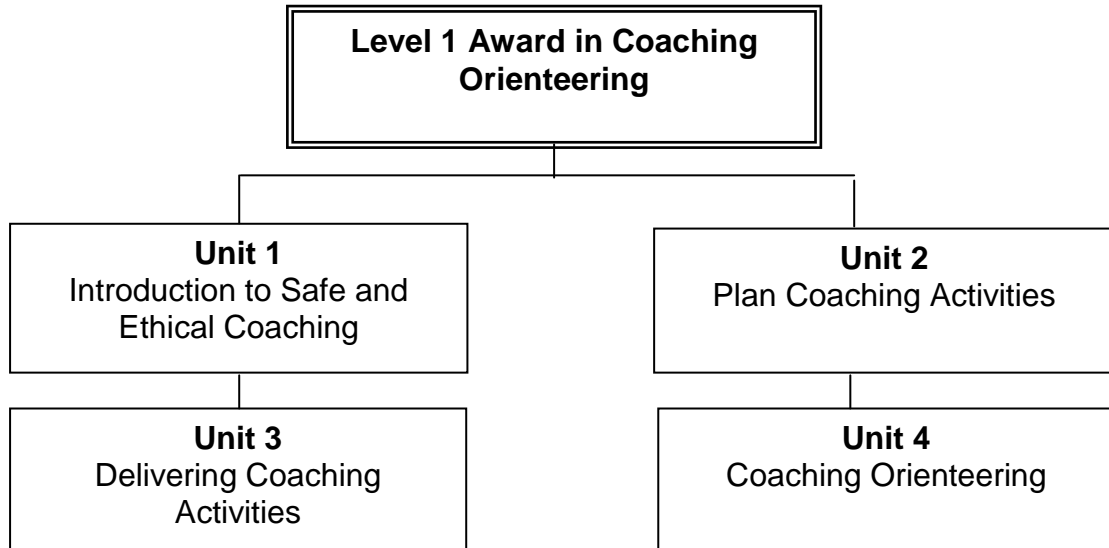 Level 1 Award in Coaching
Orienteering
Unit 1
Introduction to Safe and
Ethical Coaching
Unit 2
Plan Coaching Activities
Unit 3
Delivering Coaching
Activities
Unit 4
Coaching Orienteering